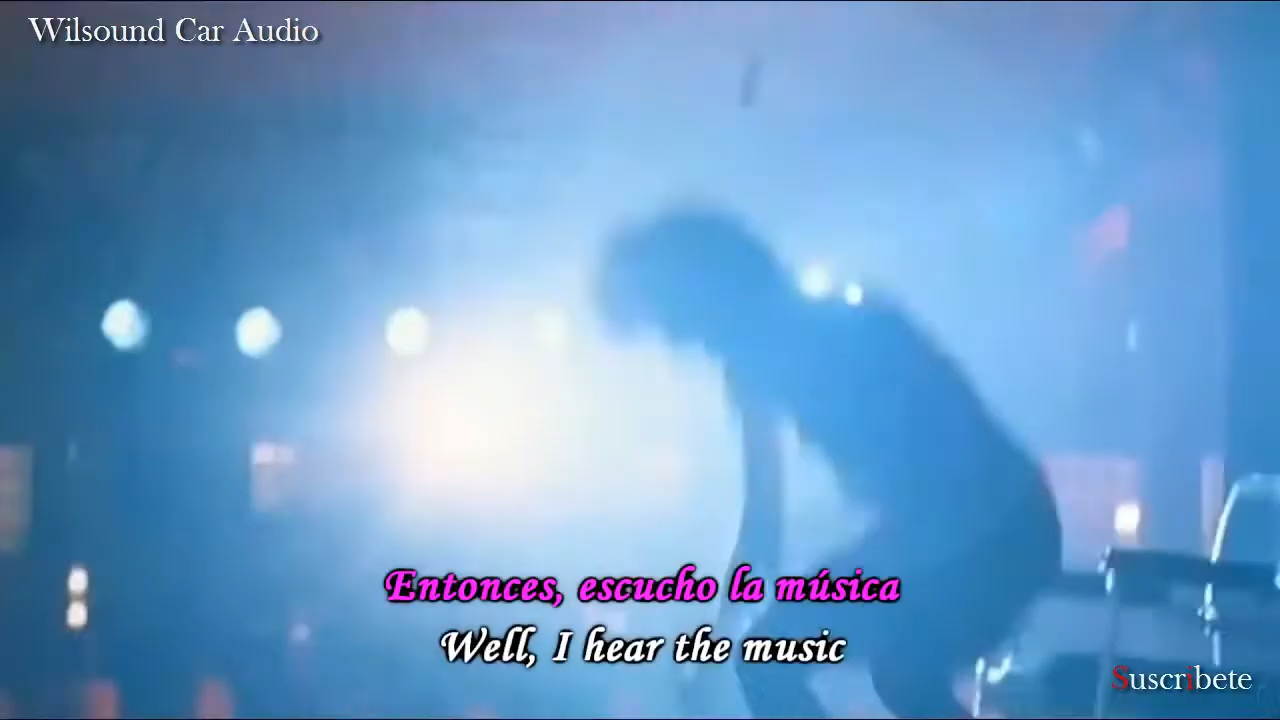 Wilsound Car Audio
Entonces, escucho la música
Well, I hear the music
Suscribete